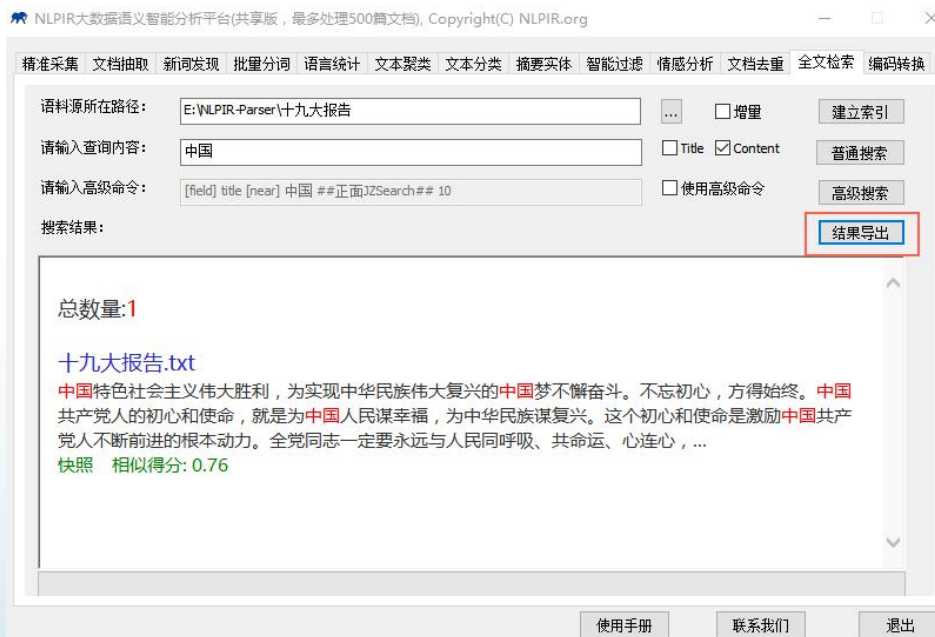 NLPIR大数据语义智能分析平台(共享版，最多处理500篇文档), Copyright(C) NLPIR.org
精准采集 文档抽取 新词发现 批量分词 语言统计 文本聚类 文本分类 摘要实体 智能过滤 情感分析 文档去重 全文检索 编码转换
语料源所在路径： E:\NLPIR-Parser\十九大报告 ... 增量 建立索引
请输入查询内容： 中国 Title Content 普通搜索
请输入高级命令： [field] title [near] 中国 ##正面JZSearch## 10 使用高级命令 高级搜索
搜索结果： 结果导出
总数量:1
十九大报告.txt
中国特色社会主义伟大胜利，为实现中华民族伟大复兴的中国梦不懈奋斗。不忘初心，方得始终。中国
共产党人的初心和使命，就是为中国人民谋幸福，为中华民族谋复兴。这个初心和使命是激励中国共产
党人不断前进的根本动力。全党同志一定要永远与人民同呼吸、共命运、心连心，...
快照 相似得分: 0.76
使用手册 联系我们 退出